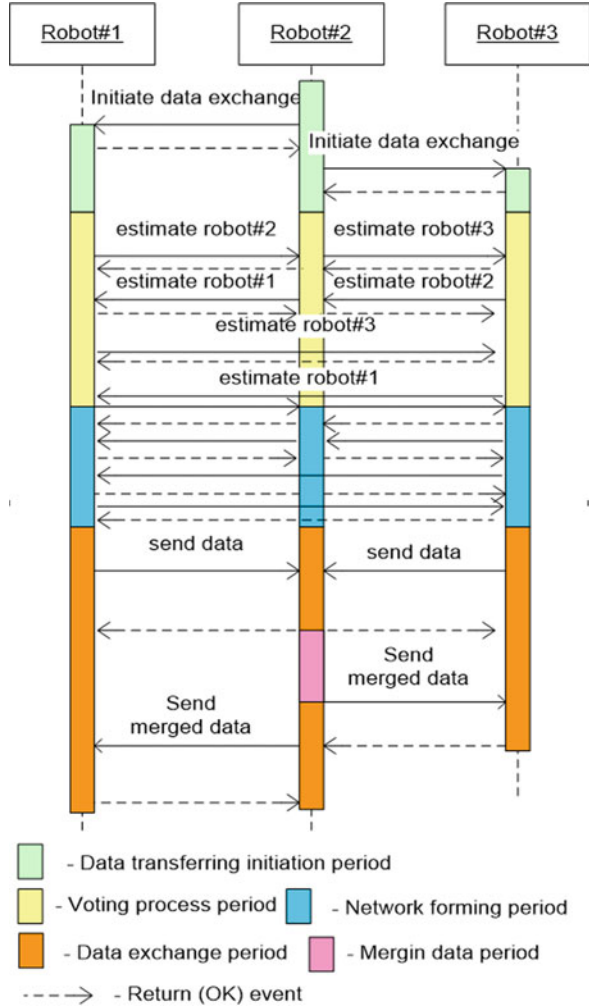 Robot#1
Robot#2
Robot#3
Initiate data exchange
Initiate data exchange
estimate robot#2
estimate robot#3
estimate robot#1
estimate robot#2
estimate robot#3
estimate robot#1
send data
send data
Send
merged data
Send
merged data
- Data transferring initiation period
- Voting process period
- Network forming period
- Data exchange period
- Mergin data period
- Return (OK) event